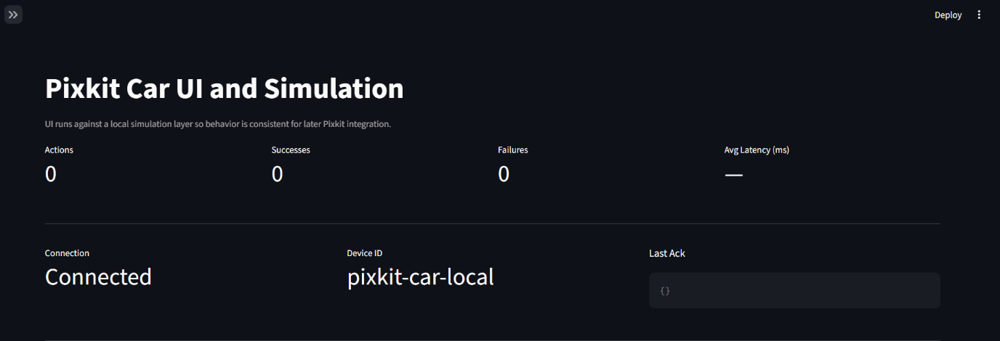 Deploy
Pixkit Car UI and Simulation
UI runs against a local simulation layer so behavior is consistent for later Pixkit integration.
Actions
Successes
Failures
Avg Latency (ms)
0
0
0
—
Connection
Device ID
Last Ack
Connected
pixkit-car-local
{}